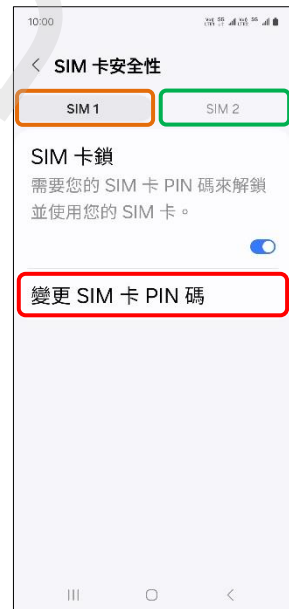 10:00
< SIM 卡安全性
SIM 1
SIM 2
SIM 卡鎖
需要您的 SIM 卡 PIN 碼來解鎖
並使用您的 SIM 卡。
變更 SIM 卡 PIN 碼